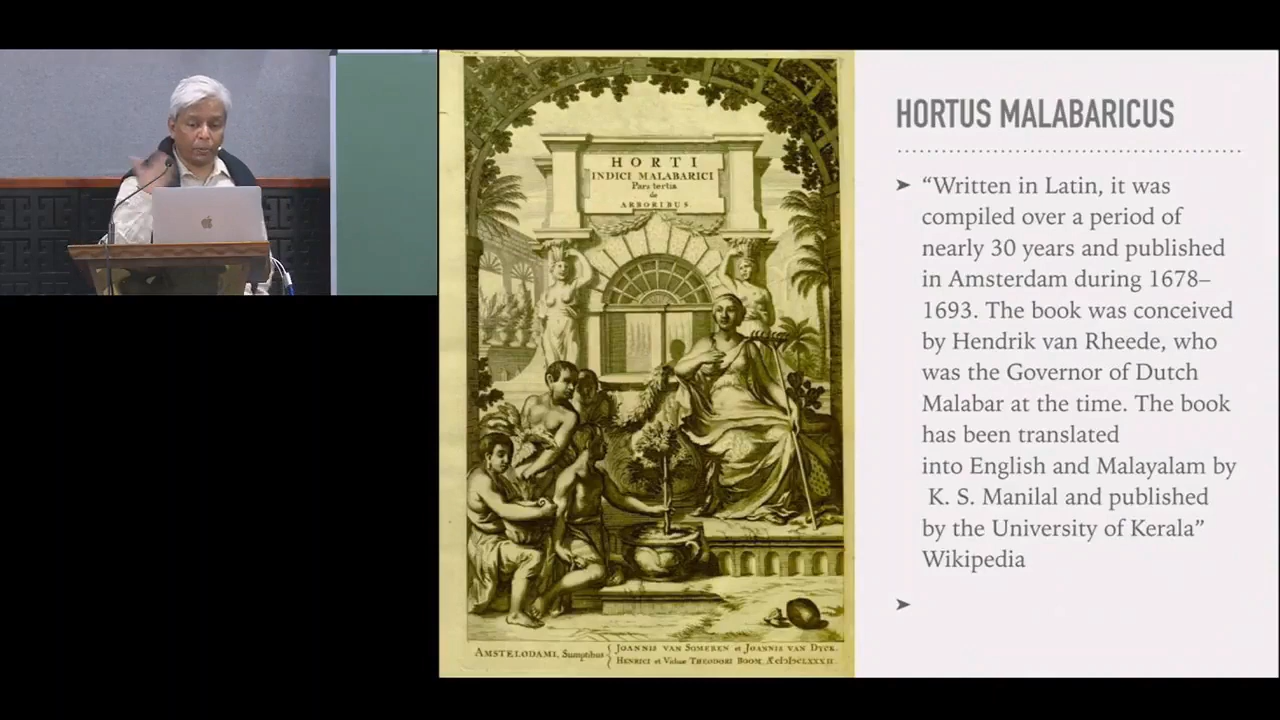 HORTI
INDICI MALABARICI
Pars tertia
de
ARBORIBUS
AMSTELODAMI, Sumptibus
JOANNIS VAN SOMEREN et JOANNIS VAN DYCK.
HENRICI et Viduæ THEODORI BOOM.
HORTUS MALABARICUS
➤ “Written in Latin, it was
compiled over a period of
nearly 30 years and published
in Amsterdam during 1678–
1693. The book was conceived
by Hendrik van Rheede, who
was the Governor of Dutch
Malabar at the time. The book
has been translated
into English and Malayalam by
K. S. Manilal and published
by the University of Kerala”
Wikipedia
➤